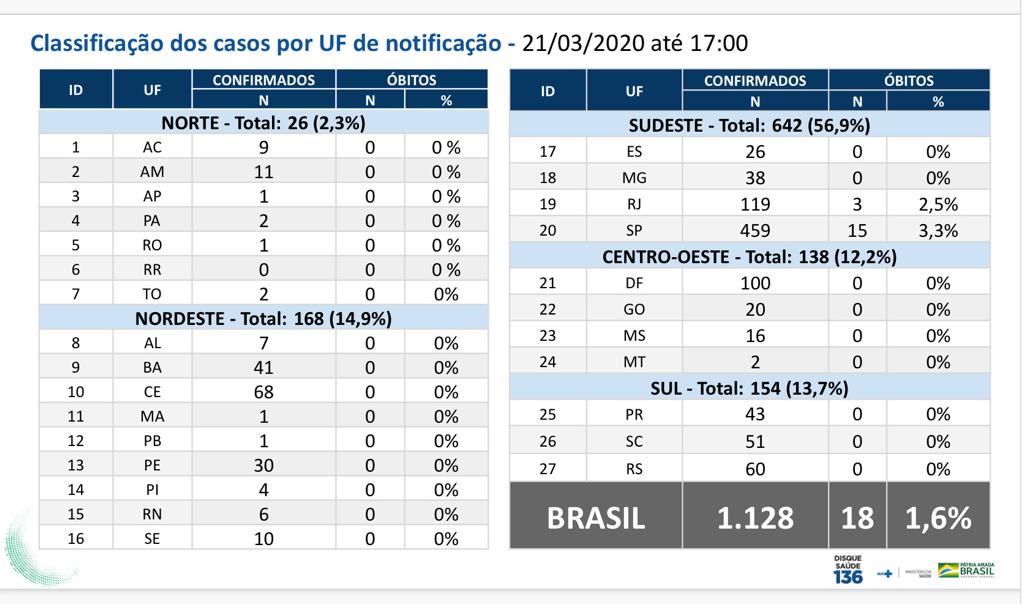 Classificação dos casos por UF de notificação - 21/03/2020 até 17:00
ID UF CONFIRMADOS ÓBITOS
N N %
NORTE - Total: 26 (2,3%)
1 AC 9 0 0 %
2 AM 11 0 0 %
3 AP 1 0 0 %
4 PA 2 0 0 %
5 RO 1 0 0 %
6 RR 0 0 0 %
7 TO 2 0 0%
NORDESTE - Total: 168 (14,9%)
8 AL 7 0 0%
9 BA 41 0 0%
10 CE 68 0 0%
11 MA 1 0 0%
12 PB 1 0 0%
13 PE 30 0 0%
14 PI 4 0 0%
15 RN 6 0 0%
16 SE 10 0 0%
ID UF CONFIRMADOS ÓBITOS
N N %
SUDESTE - Total: 642 (56,9%)
17 ES 26 0 0%
18 MG 38 0 0%
19 RJ 119 3 2,5%
20 SP 459 15 3,3%
CENTRO-OESTE - Total: 138 (12,2%)
21 DF 100 0 0%
22 GO 20 0 0%
23 MS 16 0 0%
24 MT 2 0 0%
SUL - Total: 154 (13,7%)
25 PR 43 0 0%
26 SC 51 0 0%
27 RS 60 0 0%
BRASIL 1.128 18 1,6%
DISQUE
SAÚDE
136
SUS
MINISTÉRIO DA
SAÚDE
PÁTRIA AMADA
BRASIL